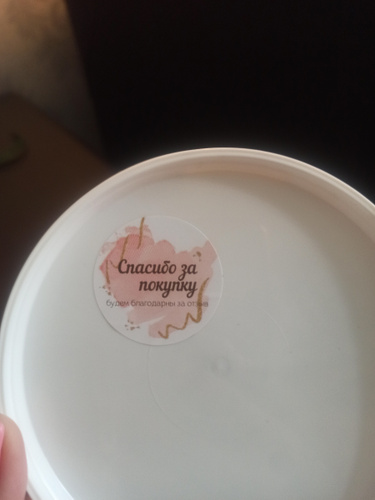 Спасибо за
покупку
будем благодарны за отзыв